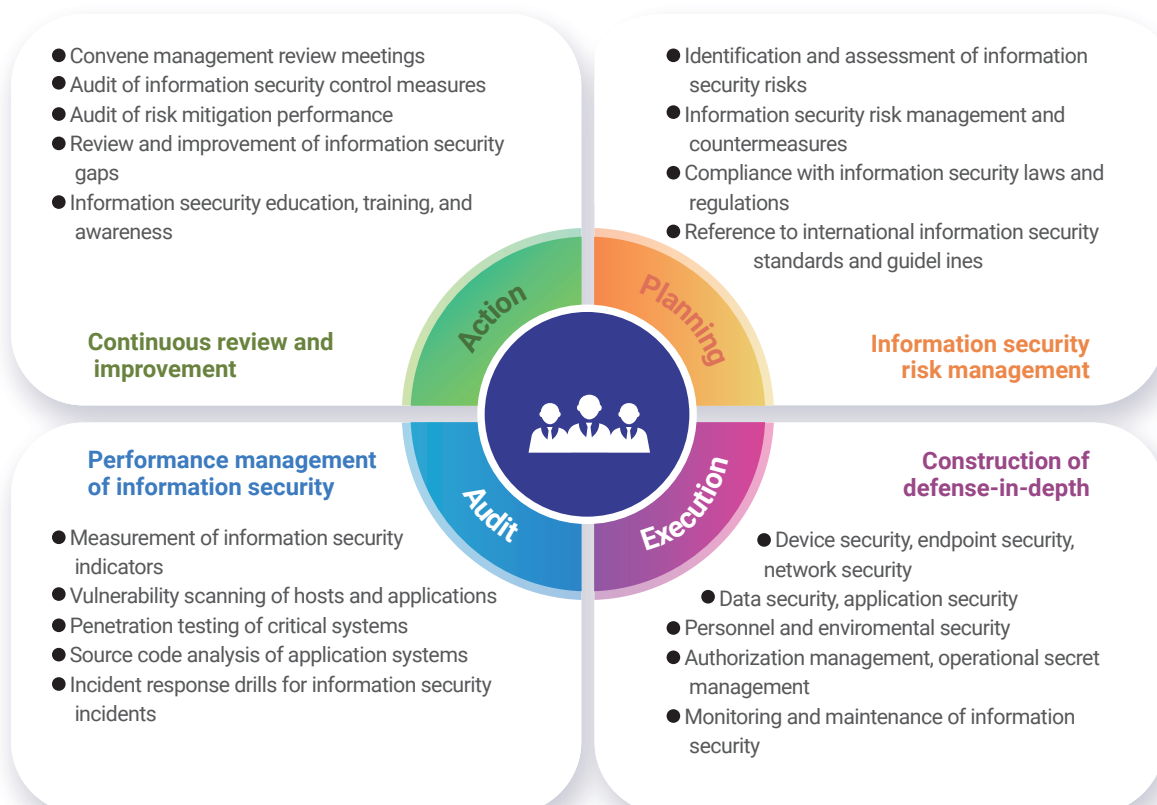 ● Convene management review meetings
● Audit of information security control measures
● Audit of risk mitigation performance
● Review and improvement of information security
gaps
● Information seecurity education, training, and
awareness
Continuous review and
improvement
Action
● Identification and assessment of information
security risks
● Information security risk management and
countermeasures
● Compliance with information security laws and
regulations
● Reference to international information security
standards and guidel ines
Information security
risk management
Planning
Performance management
of information security
● Measurement of information security
indicators
● Vulnerability scanning of hosts and applications
● Penetration testing of critical systems
● Source code analysis of application systems
● Incident response drills for information security
incidents
Audit
Construction of
defense-in-depth
● Device security, endpoint security,
network security
● Data security, application security
● Personnel and enviromental security
● Authorization management, operational secret
management
● Monitoring and maintenance of information
security
Execution